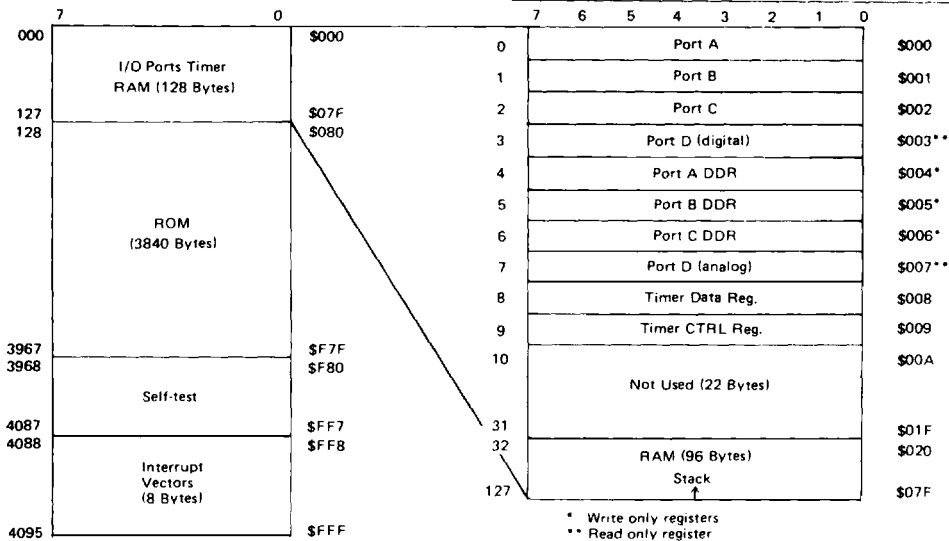 7 0
000 $000
I/O Ports Timer
RAM (128 Bytes)
127 $07F
128 $080
ROM
(3840 Bytes)
3967 $F7F
3968 $F80
Self-test
4087 $FF7
4088 $FF8
Interrupt
Vectors
(8 Bytes)
4095 $FFF
7 6 5 4 3 2 1 0
0 Port A $000
1 Port B $001
2 Port C $002
3 Port D (digital) $003**
4 Port A DDR $004*
5 Port B DDR $005*
6 Port C DDR $006*
7 Port D (analog) $007**
8 Timer Data Reg. $008
9 Timer CTRL Reg. $009
10 $00A
Not Used (22 Bytes)
31 $01F
32 $020
RAM (96 Bytes)
Stack
127 $07F
* Write only registers
** Read only register